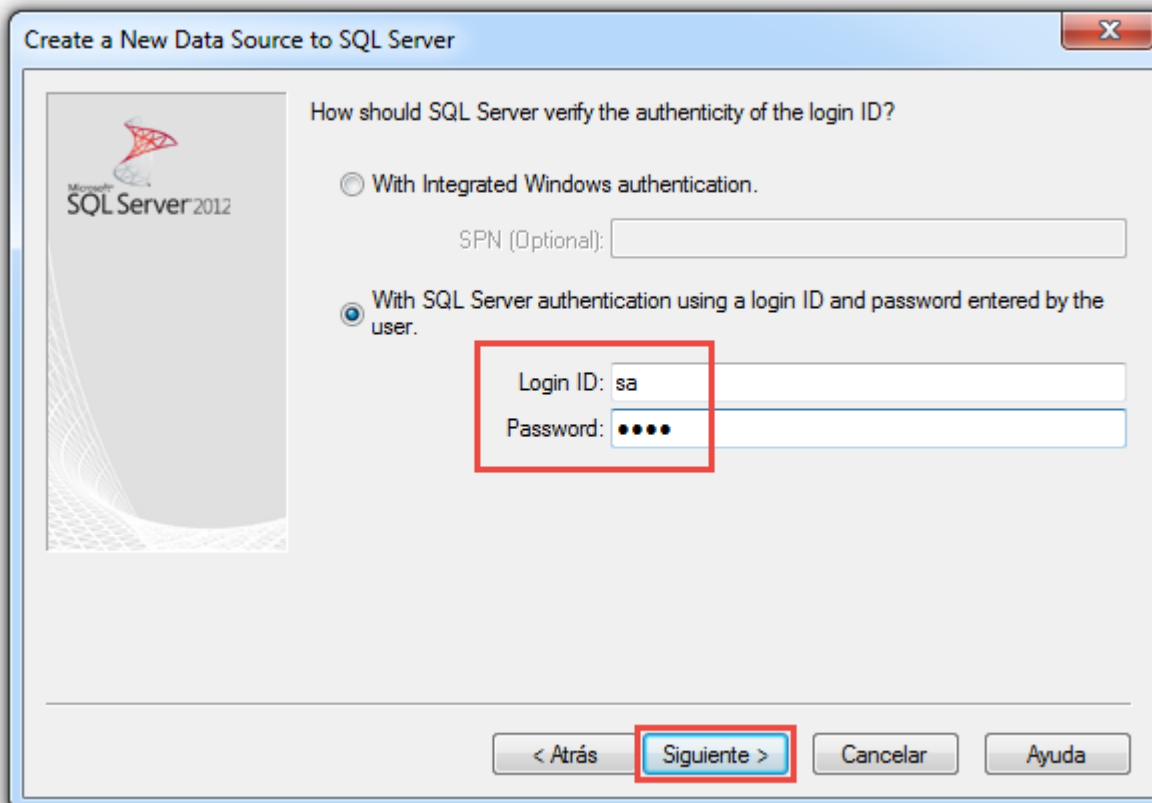 Create a New Data Source to SQL Server
How should SQL Server verify the authenticity of the login ID?
Microsoft
SQL Server 2012
With Integrated Windows authentication.
SPN (Optional):
With SQL Server authentication using a login ID and password entered by the
user.
Login ID: sa
Password: ●●●●
< Atrás
Siguiente >
Cancelar
Ayuda